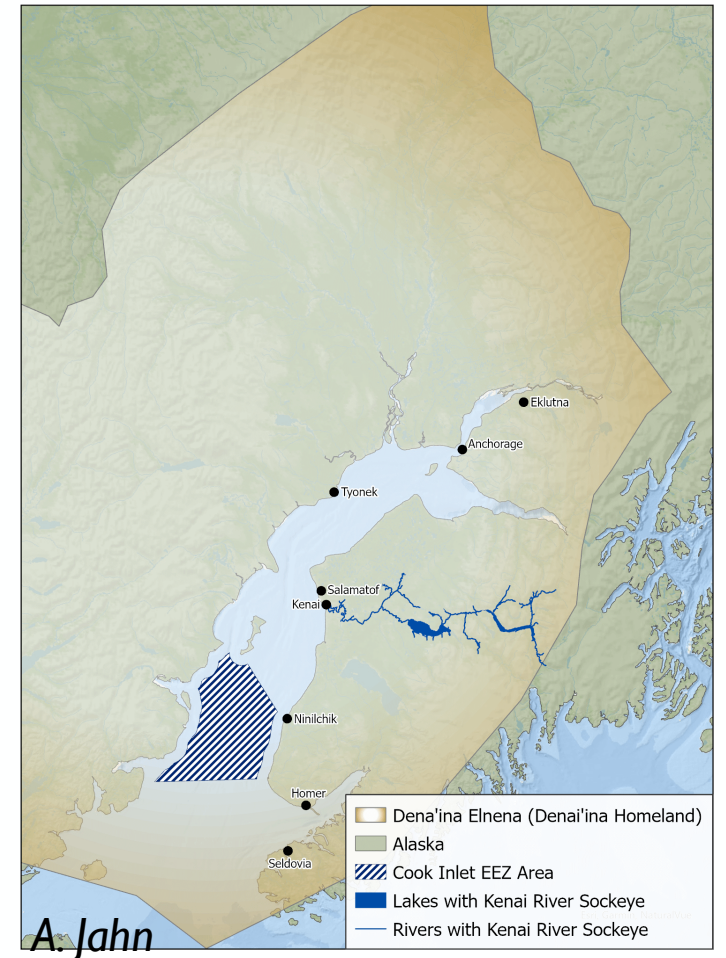 Eklutna
Anchorage
Tyonek
Salamatof
Kenai
Ninilchik
Homer
Seldovia
Dena'ina Elnena (Denai'ina Homeland)
Alaska
Cook Inlet EEZ Area
Lakes with Kenai River Sockeye
Rivers with Kenai River Sockeye
A. Jahn